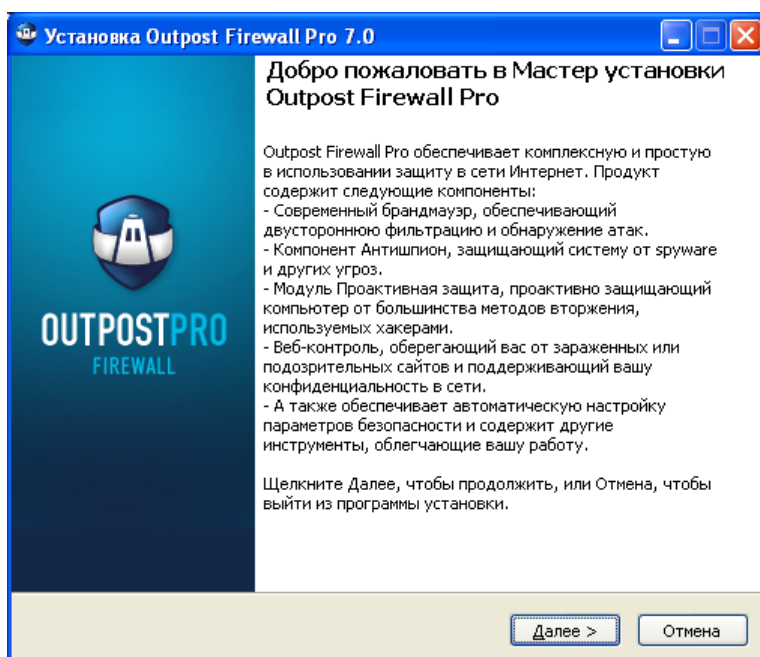 Установка Outpost Firewall Pro 7.0
Добро пожаловать в Мастер установки
Outpost Firewall Pro
Outpost Firewall Pro обеспечивает комплексную и простую
в использовании защиту в сети Интернет. Продукт
содержит следующие компоненты:
- Современный брандмауэр, обеспечивающий
двустороннюю фильтрацию и обнаружение атак.
- Компонент Антишпион, защищающий систему от spyware
и других угроз.
- Модуль Проактивная защита, проактивно защищающий
компьютер от большинства методов вторжения,
используемых хакерами.
- Веб-контроль, оберегающий вас от зараженных или
подозрительных сайтов и поддерживающий вашу
конфиденциальность в сети.
- А также обеспечивает автоматическую настройку
параметров безопасности и содержит другие
инструменты, облегчающие вашу работу.
Щелкните Далее, чтобы продолжить, или Отмена, чтобы
выйти из программы установки.
OUTPOSTPRO
FIREWALL
Далее >
Отмена